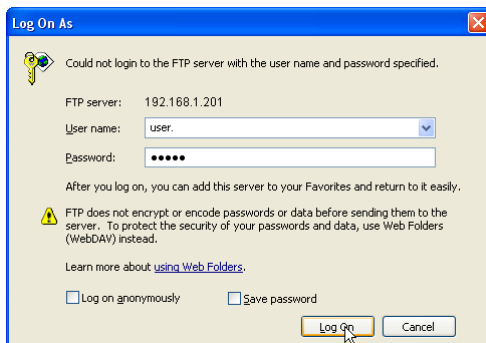 Log On As
Could not login to the FTP server with the user name and password specified.
FTP server: 192.168.1.201
User name: user.
Password: •••••
After you log on, you can add this server to your Favorites and return to it easily.
FTP does not encrypt or encode passwords or data before sending them to the
server. To protect the security of your passwords and data, use Web Folders
(WebDAV) instead.
Learn more about using Web Folders.
Log on anonymously Save password
Log On Cancel